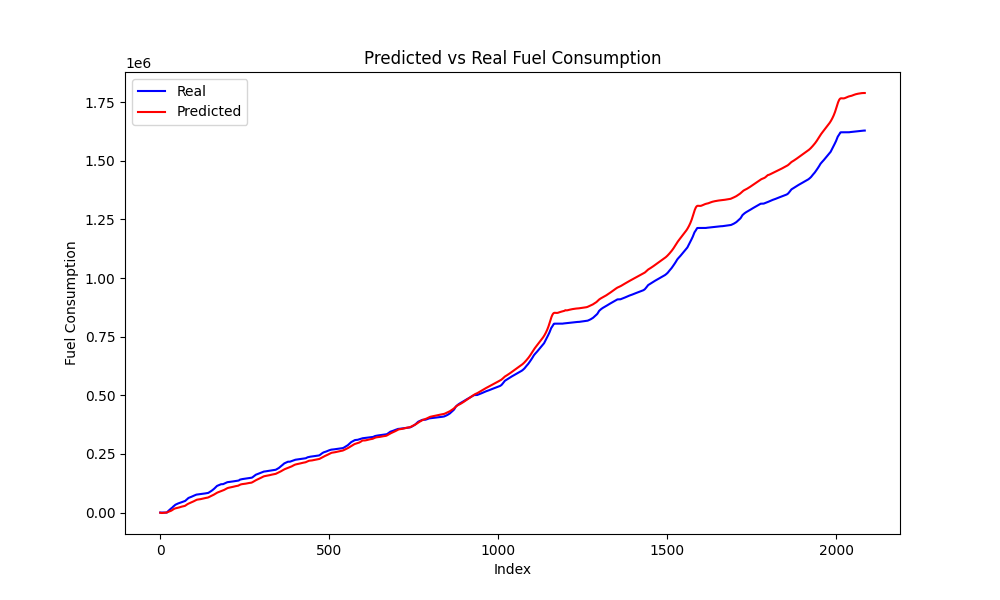 Predicted vs Real Fuel Consumption
1e6
Real
Predicted
1.75
1.50
1.25
1.00
0.75
0.50
0.25
0.00
Fuel Consumption
0 500 1000 1500 2000
Index